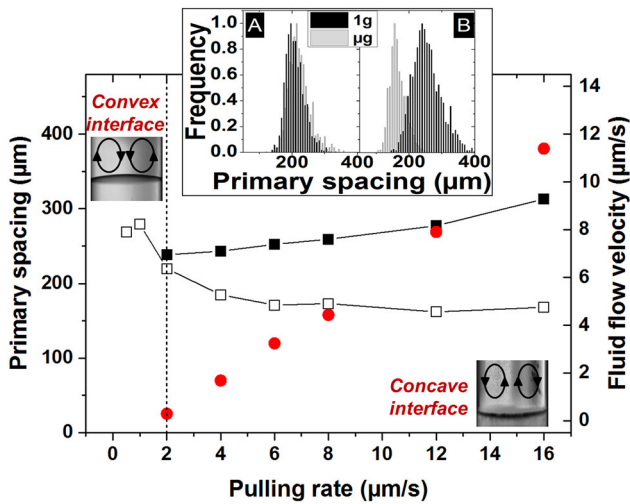 A
1g
µg
B
Frequency
1.0
0.8
0.6
0.4
0.2
0.0
200
400
200
400
Primary spacing (µm)
Convex
interface
Concave
interface
Primary spacing (µm)
400
300
250
200
150
100
50
0
Fluid flow velocity (µm/s)
14
12
10
8
6
4
2
0
0
2
4
6
8
10
12
14
16
Pulling rate (µm/s)